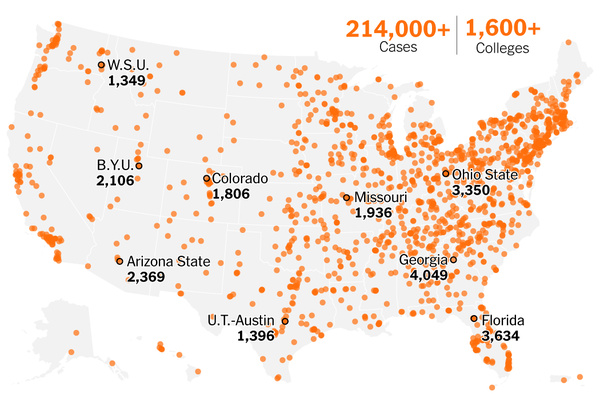 214,000+
Cases
1,600+
Colleges
W.S.U.
1,349
B.Y.U.
2,106
Colorado
1,806
Missouri
1,936
Ohio State
3,350
Arizona State
2,369
Georgia
4,049
U.T.-Austin
1,396
Florida
3,634